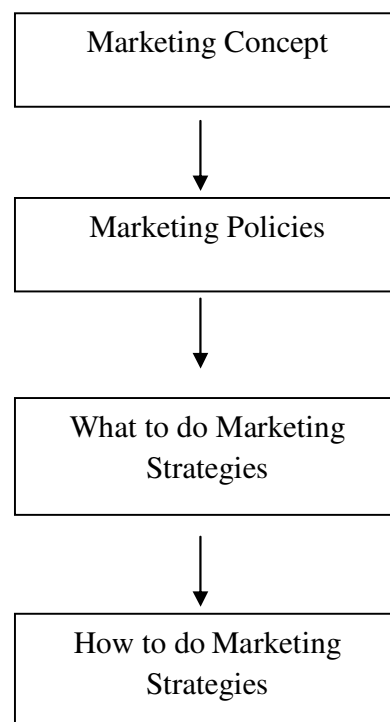 Marketing Concept
Marketing Policies
What to do Marketing
Strategies
How to do Marketing
Strategies